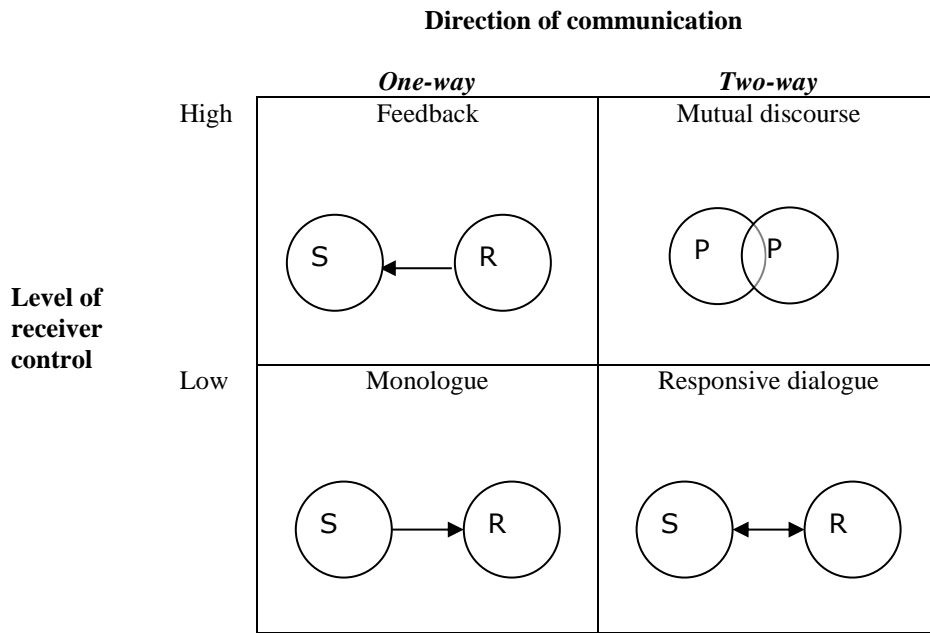 Direction of communication
One-way Two-way
High Feedback Mutual discourse
S R P P
Level of
receiver
control
Low Monologue Responsive dialogue
S R S R